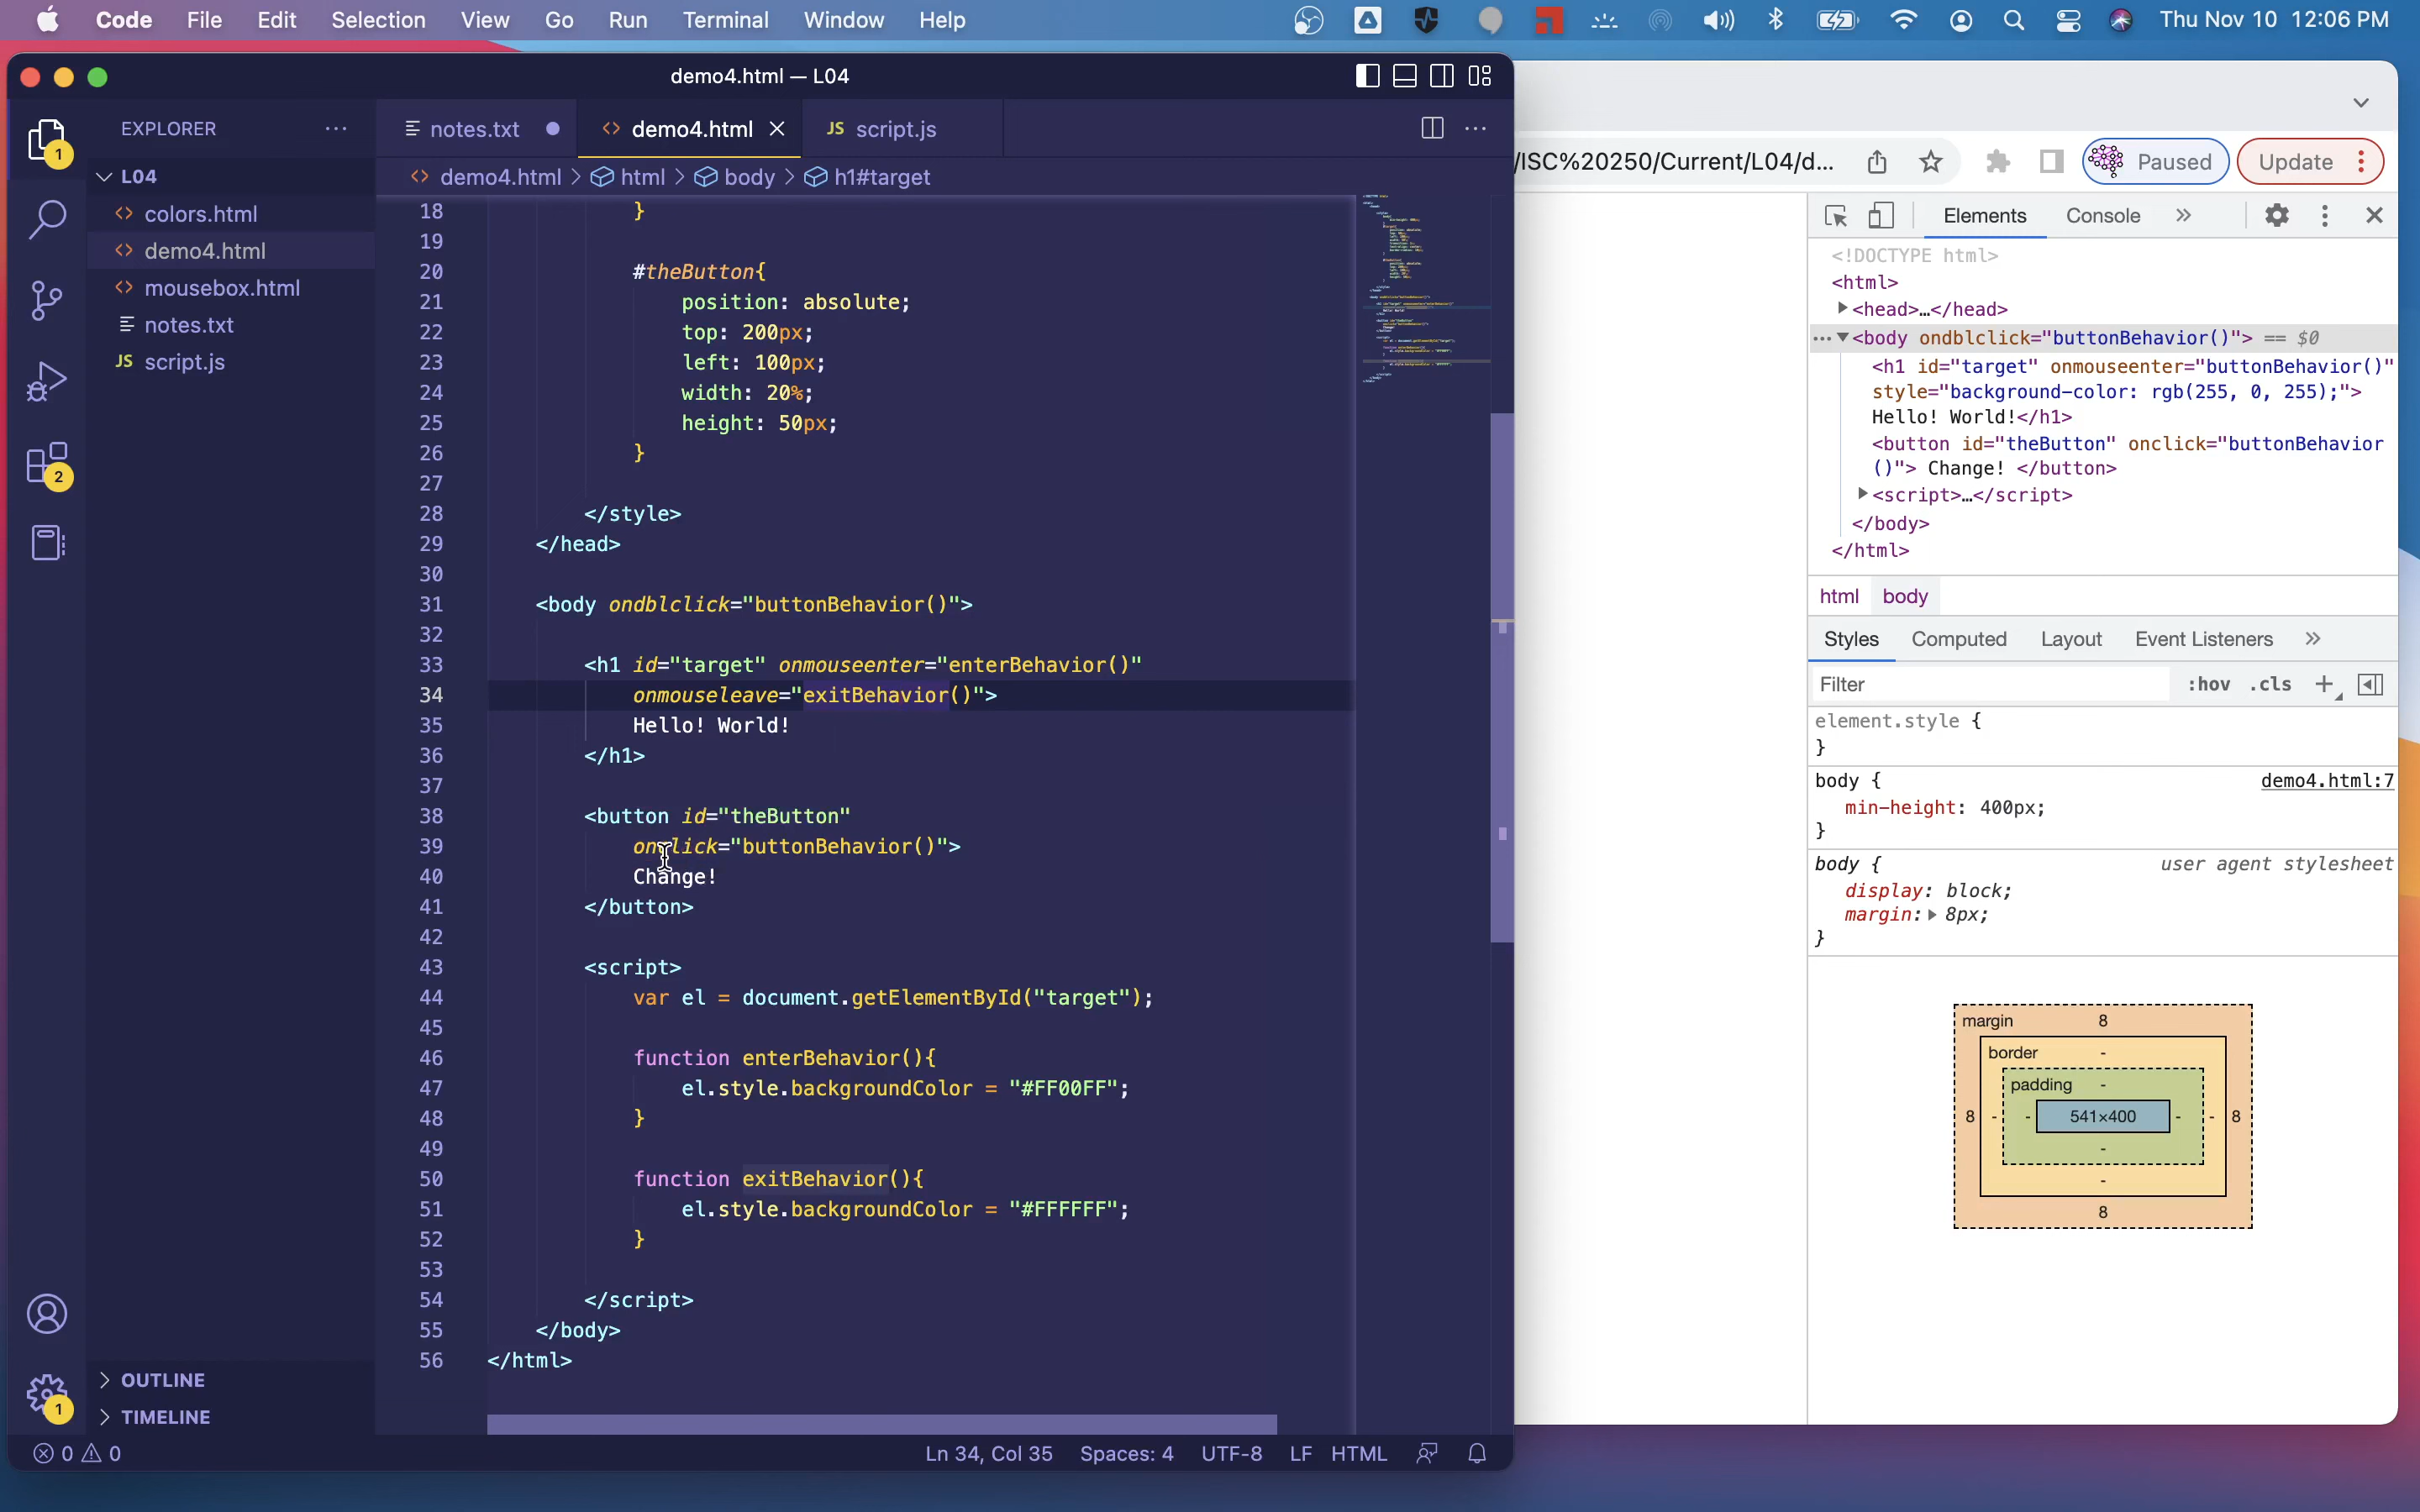 Code File Edit Selection View Go Run Terminal Window Help
Thu Nov 10 12:06 PM
demo4.html — L04
EXPLORER
notes.txt
demo4.html
JS script.js
demo4.html > html > body > h1#target
L04
colors.html
demo4.html
mousebox.html
notes.txt
JS script.js
1
2
1
OUTLINE
TIMELINE
18 }
19
20 #theButton{
21 position: absolute;
22 top: 200px;
23 left: 100px;
24 width: 20%;
25 height: 50px;
26 }
27
28 </style>
29 </head>
30
31 <body ondblclick="buttonBehavior()">
32
33 <h1 id="target" onmouseenter="enterBehavior()"
34 onmouseleave="exitBehavior()">
35 Hello! World!
36 </h1>
37
38 <button id="theButton"
39 onclick="buttonBehavior()">
40 Change!
41 </button>
42
43 <script>
44 var el = document.getElementById("target");
45
46 function enterBehavior(){
47 el.style.backgroundColor = "#FF00FF";
48 }
49
50 function exitBehavior(){
51 el.style.backgroundColor = "#FFFFFF";
52 }
53
54 </script>
55 </body>
56 </html>
0 0
Ln 34, Col 35 Spaces: 4 UTF-8 LF HTML
/ISC%20250/Current/L04/d...
Paused
Update
Elements Console »
<!DOCTYPE html>
<html>
<head>…</head>
<body ondblclick="buttonBehavior()"> == $0
<h1 id="target" onmouseenter="buttonBehavior()"
style="background-color: rgb(255, 0, 255);">
Hello! World!</h1>
<button id="theButton" onclick="buttonBehavior
()"> Change! </button>
<script>…</script>
</body>
</html>
html body
Styles Computed Layout Event Listeners »
Filter
:hov .cls +
element.style {
}
body {
demo4.html:7
min-height: 400px;
}
body {
user agent stylesheet
display: block;
margin: 8px;
}
margin 8
border -
padding -
8 - - 541×400 - - 8
-
-
8